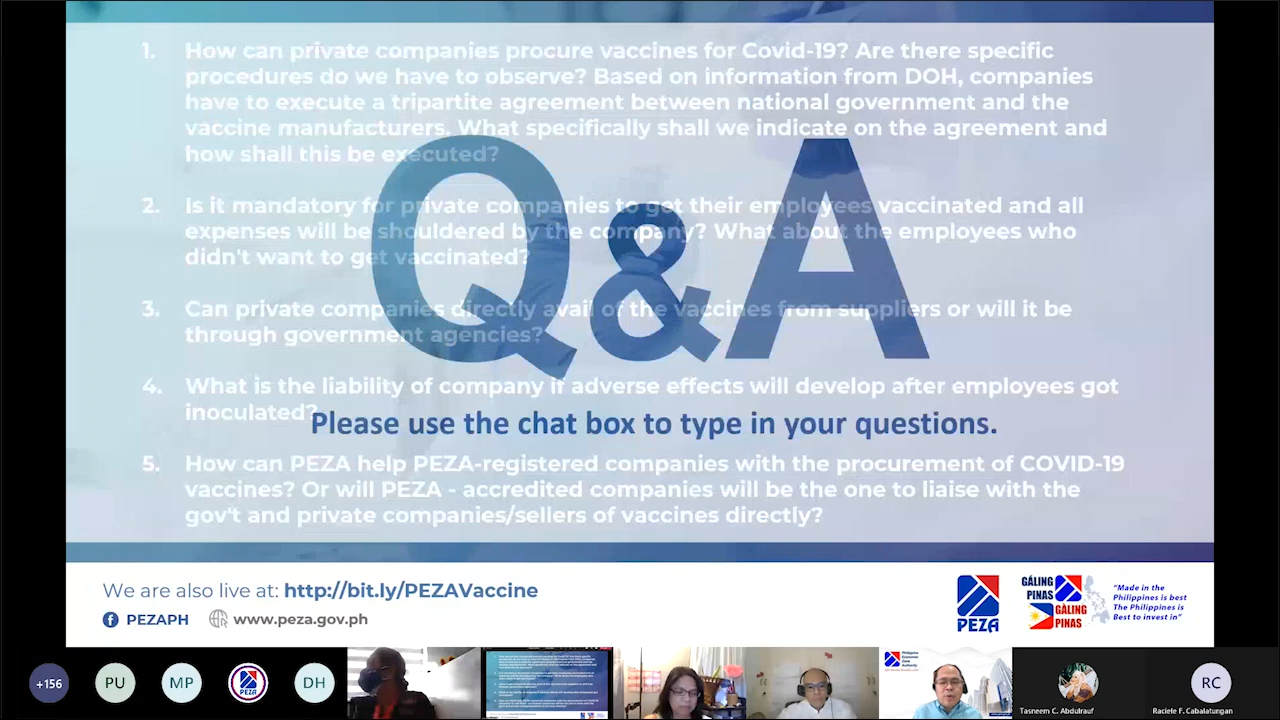 1. How can private companies procure vaccines for Covid-19? Are there specific
procedures do we have to observe? Based on information from DOH, companies
have to execute a tripartite agreement between national government and the
vaccine manufacturers. What specifically shall we indicate on the agreement and
how shall this be executed?
2. Is it mandatory for private companies to get their employees vaccinated and all
expenses will be shouldered by the company? What about the employees who
didn't want to get vaccinated?
3. Can private companies directly avail of the vaccines from suppliers or will it be
through government agencies?
4. What is the liability of company if adverse effects will develop after employees got
inoculated?
Q&A
Please use the chat box to type in your questions.
5. How can PEZA help PEZA-registered companies with the procurement of COVID-19
vaccines? Or will PEZA - accredited companies will be the one to liaise with the
gov't and private companies/sellers of vaccines directly?
We are also live at: http://bit.ly/PEZAVaccine
PEZAPH www.peza.gov.ph
PEZA
GALING
PINAS
GALING
PINAS
"Made in the
Philippines is best
The Philippines is
Best to invest in"
+156
PU
MP
PEZA
Philippine
Economic
Zone
Authority
Tasneem C. Abdulrauf
Raciele F. Cabalatungan